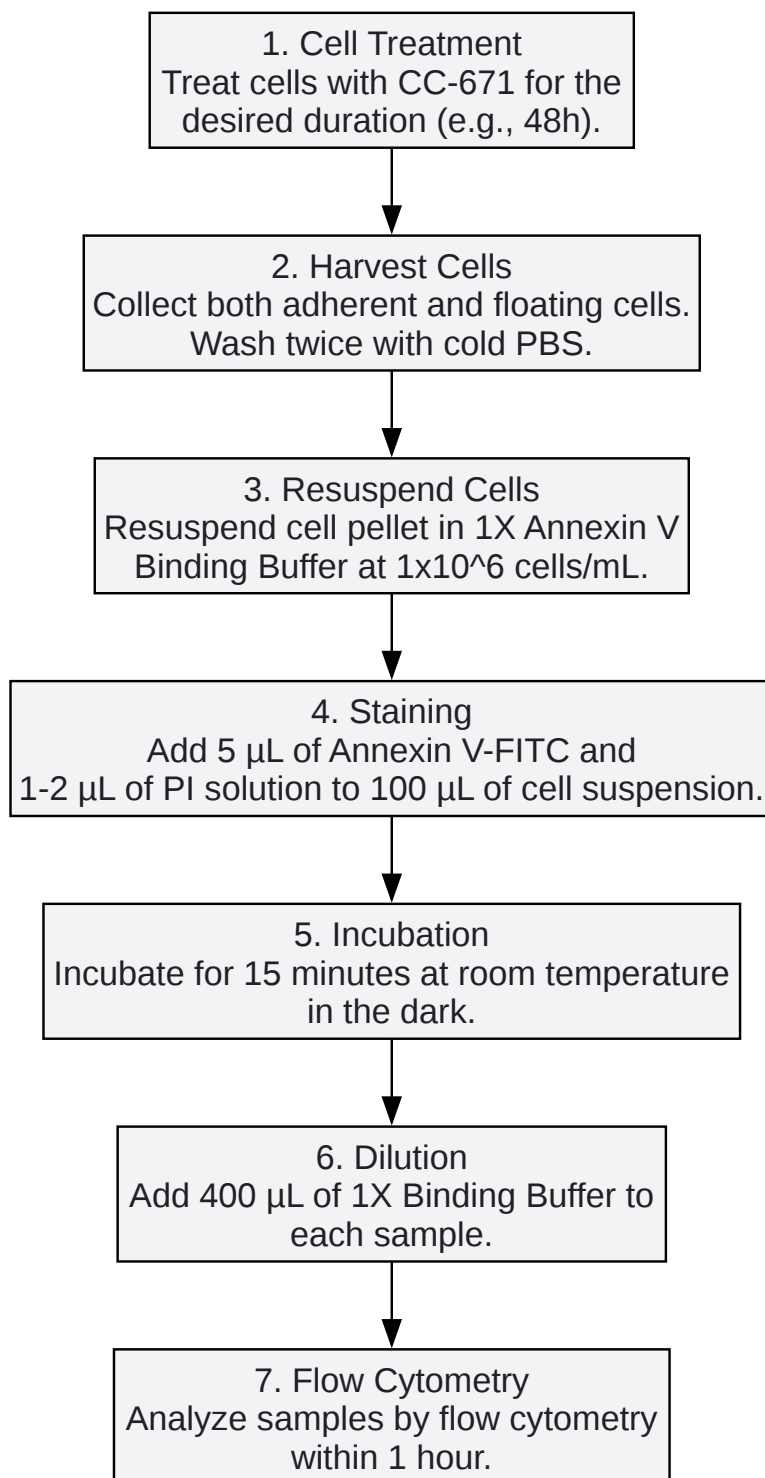 1. Cell Treatment
Treat cells with CC-671 for the
desired duration (e.g., 48h).
2. Harvest Cells
Collect both adherent and floating cells.
Wash twice with cold PBS.
3. Resuspend Cells
Resuspend cell pellet in 1X Annexin V
Binding Buffer at 1x10^6 cells/mL.
4. Staining
Add 5 µL of Annexin V-FITC and
1-2 µL of PI solution to 100 µL of cell suspension.
5. Incubation
Incubate for 15 minutes at room temperature
in the dark.
6. Dilution
Add 400 µL of 1X Binding Buffer to
each sample.
7. Flow Cytometry
Analyze samples by flow cytometry
within 1 hour.